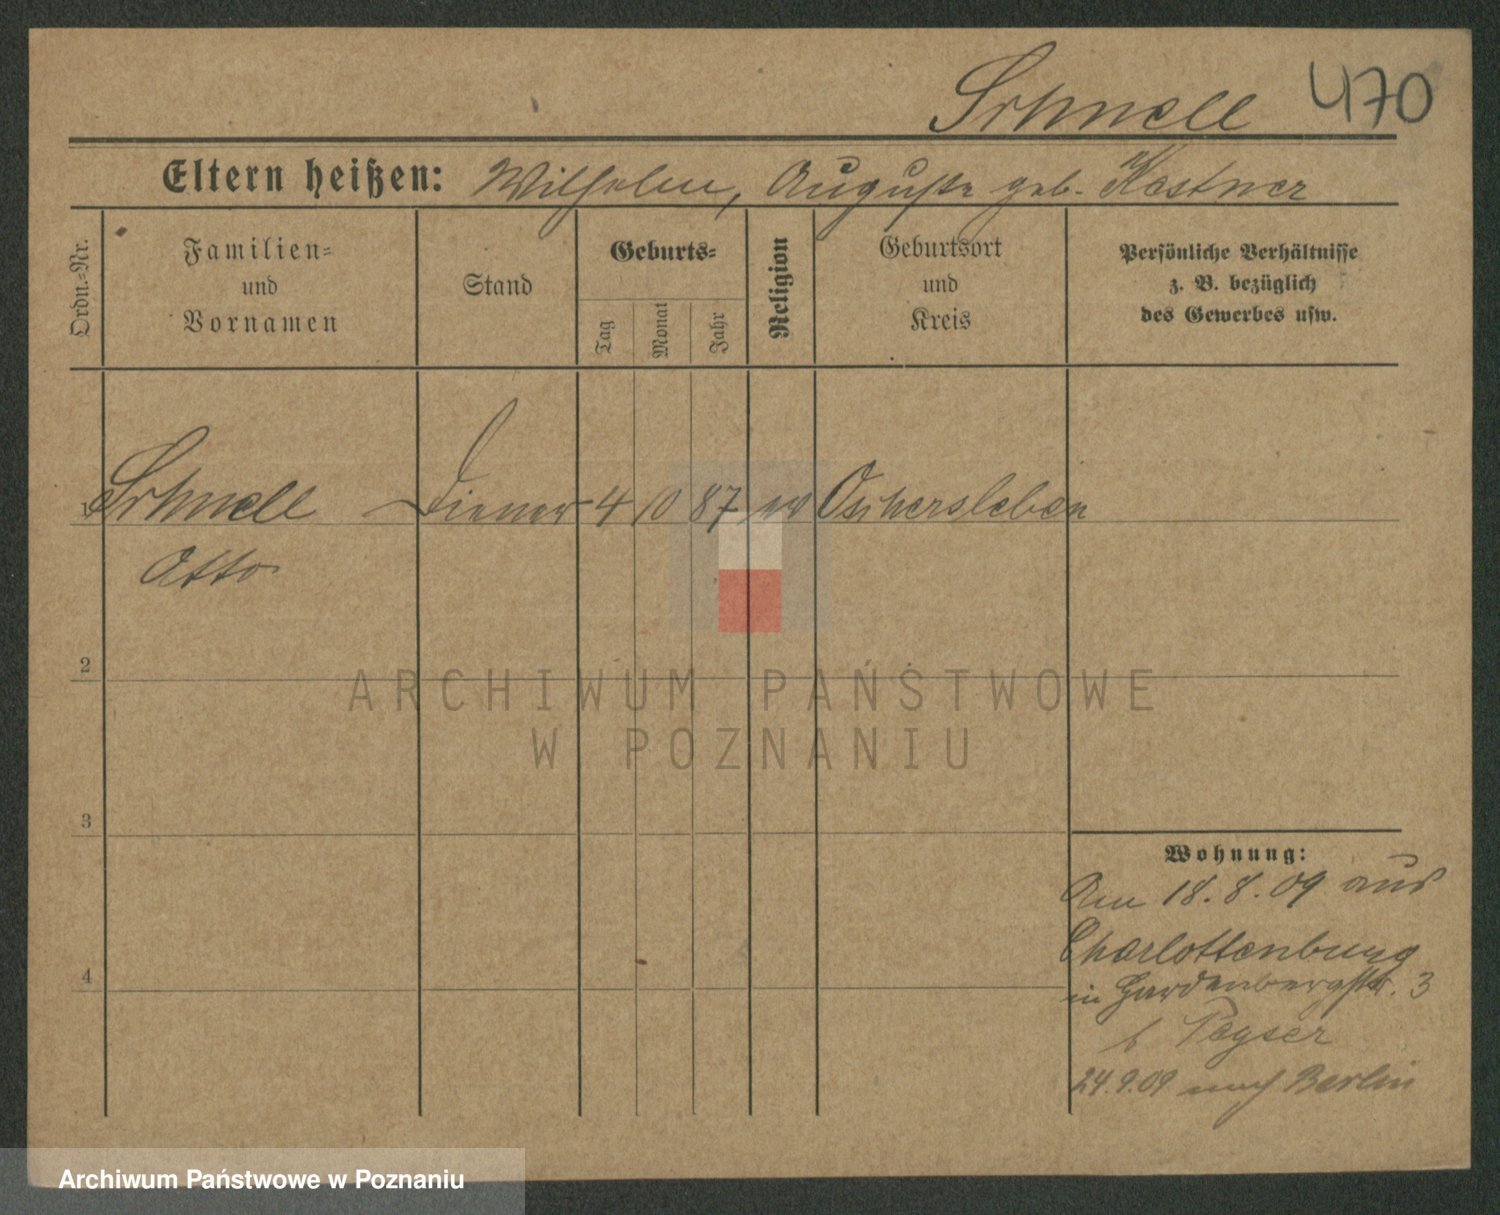 Schnell 470
Eltern heißen: Wilhelm, Auguste geb. Kestner
Ordn.-Nr.
Familien-
und
Vornamen
Stand
Geburts-
Tag
Monat
Jahr
Religion
Geburtsort
und
Kreis
Persönliche Verhältnisse
z. B. bezüglich
des Gewerbes usw.
1 Schnell Diener 4 10 87 ev Oschersleben
Otto
2
3
4
Wohnung:
Am 18.8.09 aus
Charlottenburg
in Hardenbergstr. 3
b Peyser
24.9.09 nach Berlin
ARCHIWUM PAŃSTWOWE
W POZNANIU
Archiwum Państwowe w Poznaniu